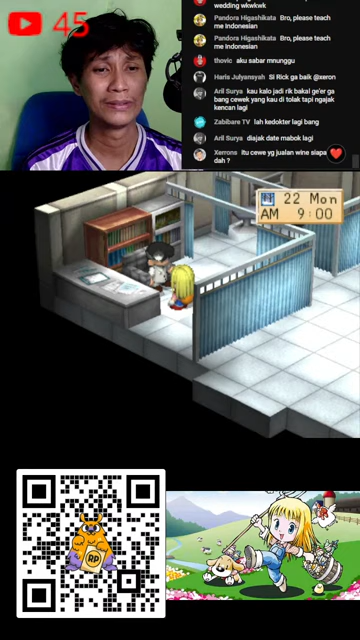 45
wedding wkwkwk
Pandora Higashikata Bro, please teach
me Indonesian
Pandora Higashikata Bro, please teach
me Indonesian
thovic aku sabar mnunggu
Haris Julyansyah Si Rick ga baik @xeron
Aril Surya kau kalo jadi rik bakal ge'er ga
bang cewek yang kau di tolak tapi ngajak
kencan lagi
Zabibare TV lah kedokter lagi bang
Aril Surya diajak date mabok lagi
Xerrons itu cewe yg jualan wine siapa
dah ?
22 Mon
AM 9:00
RP